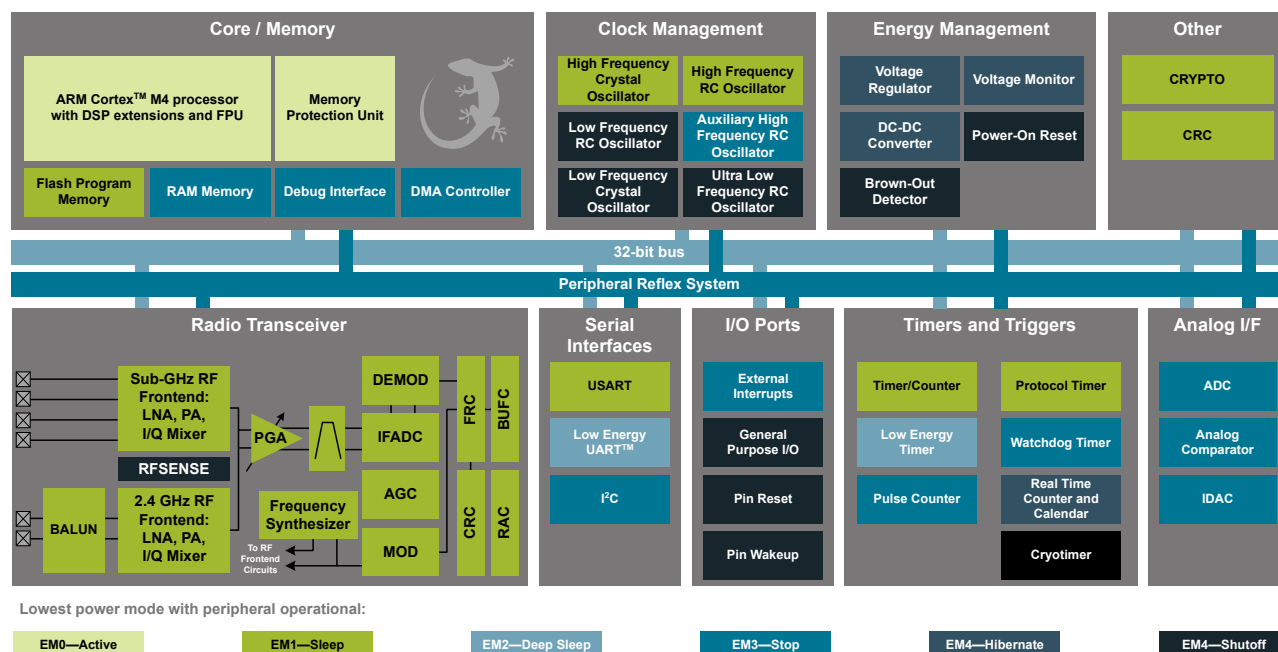 Core / Memory
ARM Cortex™ M4 processor
with DSP extensions and FPU
Memory
Protection Unit
Flash Program
Memory
RAM Memory
Debug Interface
DMA Controller
Clock Management
High Frequency
Crystal
Oscillator
High Frequency
RC Oscillator
Low Frequency
RC Oscillator
Auxiliary High
Frequency RC
Oscillator
Low Frequency
Crystal
Oscillator
Ultra Low
Frequency RC
Oscillator
Energy Management
Voltage
Regulator
Voltage Monitor
DC-DC
Converter
Power-On Reset
Brown-Out
Detector
Other
CRYPTO
CRC
32-bit bus
Peripheral Reflex System
Radio Transceiver
Sub-GHz RF
Frontend:
LNA, PA,
I/Q Mixer
RFSENSE
BALUN
2.4 GHz RF
Frontend:
LNA, PA,
I/Q Mixer
PGA
DEMOD
IFADC
AGC
MOD
Frequency
Synthesizer
To RF
Frontend
Circuits
FRC
BUFC
CRC
RAC
Serial
Interfaces
USART
Low Energy
UART™
I²C
I/O Ports
External
Interrupts
General
Purpose I/O
Pin Reset
Pin Wakeup
Timers and Triggers
Timer/Counter
Protocol Timer
Low Energy
Timer
Watchdog Timer
Pulse Counter
Real Time
Counter and
Calendar
Cryotimer
Analog I/F
ADC
Analog
Comparator
IDAC
Lowest power mode with peripheral operational:
EM0—Active
EM1—Sleep
EM2—Deep Sleep
EM3—Stop
EM4—Hibernate
EM4—Shutoff